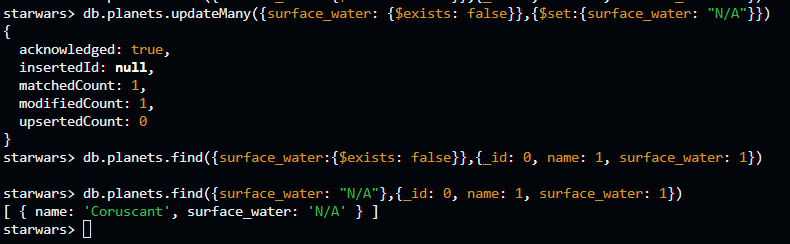 starwars> db.planets.updateMany({surface_water: {$exists: false}},{$set:{surface_water: "N/A"}})
{
  acknowledged: true,
  insertedId: null,
  matchedCount: 1,
  modifiedCount: 1,
  upsertedCount: 0
}
starwars> db.planets.find({surface_water:{$exists: false}},{_id: 0, name: 1, surface_water: 1})

starwars> db.planets.find({surface_water: "N/A"},{_id: 0, name: 1, surface_water: 1})
[ { name: 'Coruscant', surface_water: 'N/A' } ]
starwars>